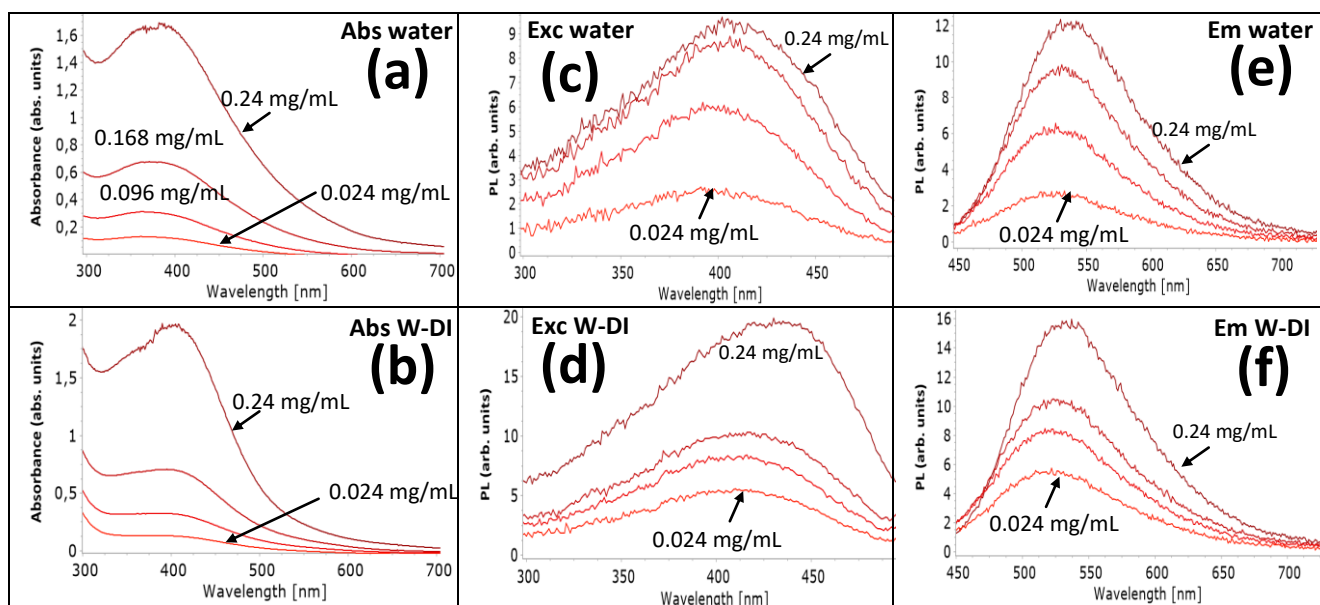 Abs water
(a)
Absorbance (abs. units)
1,6
1,4
1,2
1
0,8
0,6
0,4
0,2
0.24 mg/mL
0.168 mg/mL
0.096 mg/mL
0.024 mg/mL
300 400 500 600 700
Wavelength [nm]
Exc water
(c)
PL (arb. units)
9
8
7
6
5
4
3
2
1
0
0.24 mg/mL
0.024 mg/mL
300 350 400 450
Wavelength [nm]
Em water
(e)
PL (arb. units)
12
10
8
6
4
2
0
0.24 mg/mL
0.024 mg/mL
450 500 550 600 650 700
Wavelength [nm]
Abs W-DI
(b)
Absorbance (abs. units)
2
1,5
1
0,5
0
0.24 mg/mL
0.024 mg/mL
300 400 500 600 700
Wavelength [nm]
Exc W-DI
(d)
PL (arb. units)
20
15
10
5
0
0.24 mg/mL
0.024 mg/mL
300 350 400 450
Wavelength [nm]
Em W-DI
(f)
PL (arb. units)
16
14
12
10
8
6
4
2
0
0.24 mg/mL
0.024 mg/mL
450 500 550 600 650 700
Wavelength [nm]